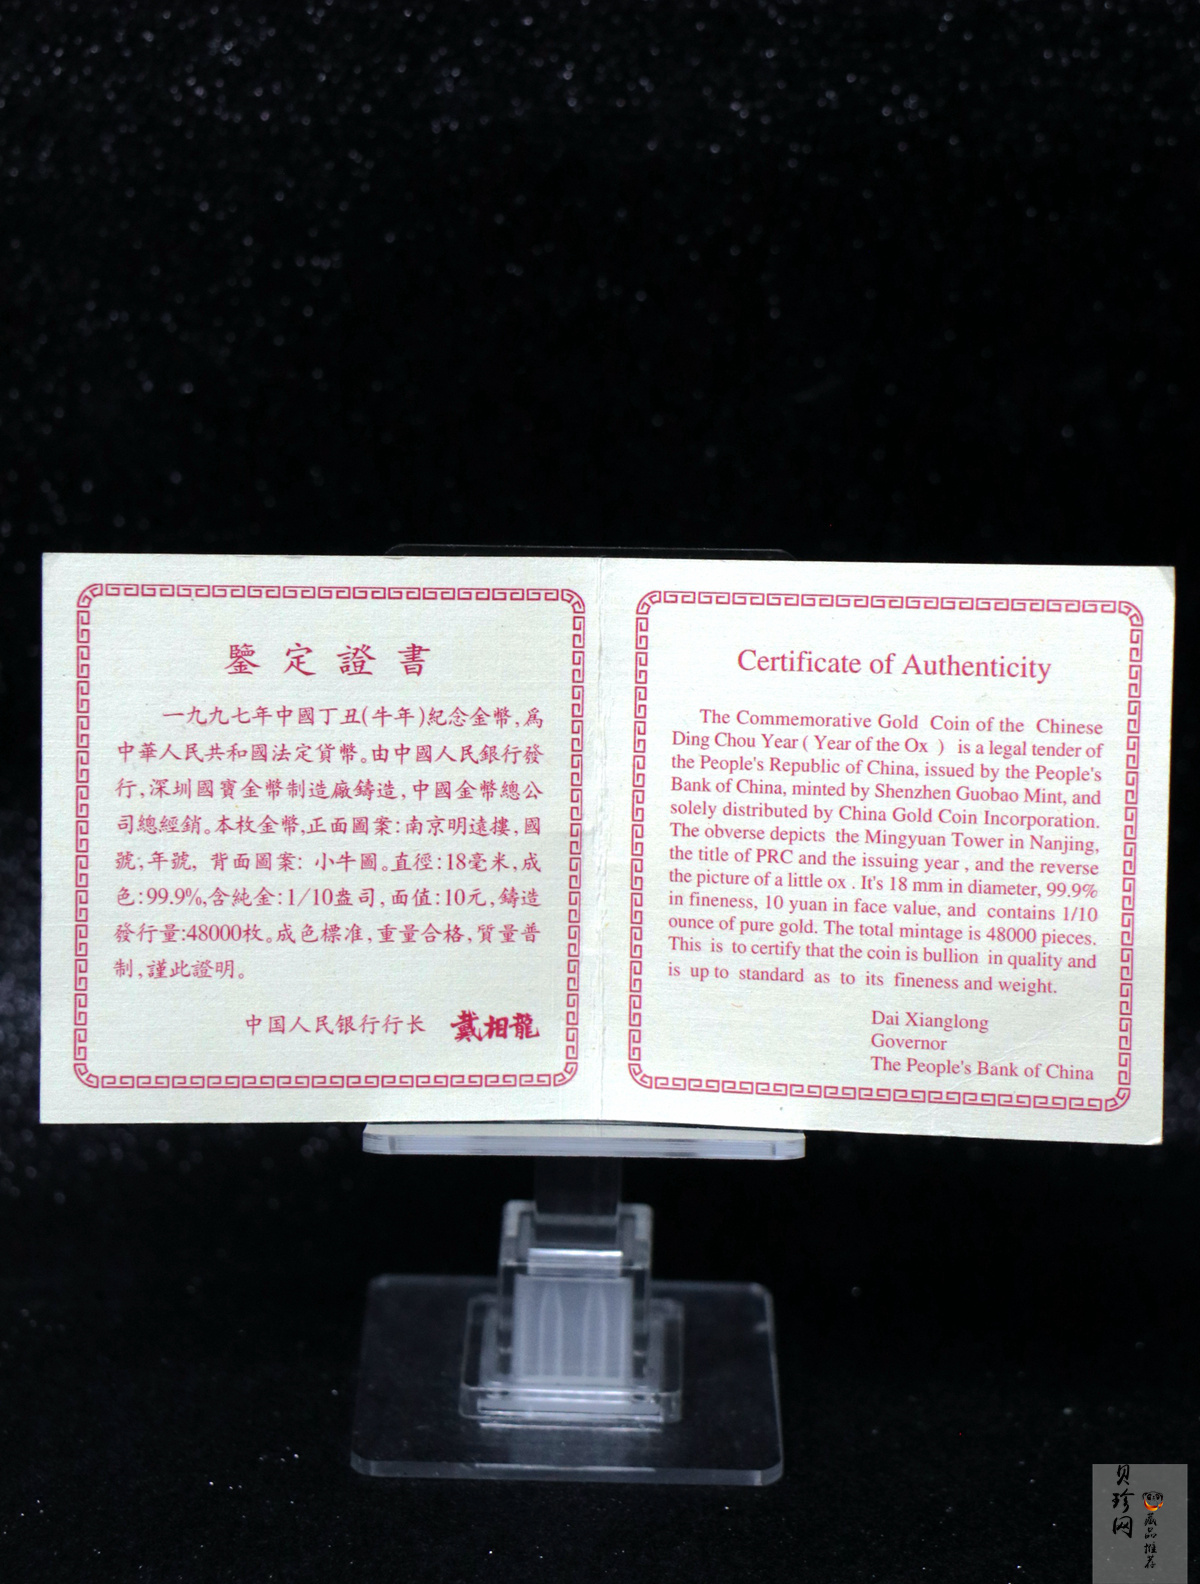 鑒定證書
一九九七年中國丁丑(牛年)紀念金幣,爲
中華人民共和國法定貨幣。由中國人民銀行發
行,深圳國寶金幣制造廠鑄造,中國金幣總公
司總經銷。本枚金幣,正面圖案:南京明遠摟,國
號;年號, 背面圖案: 小牛圖。直徑:18毫米,成
色:99.9%,含純金:1/10盎司,面值:10元,鑄造
發行量:48000枚。成色標准,重量合格,質量普
制,謹此證明。
中国人民银行行长 戴相龍
Certificate of Authenticity
The Commemorative Gold Coin of the Chinese
Ding Chou Year ( Year of the Ox ) is a legal tender of
the People's Republic of China, issued by the People's
Bank of China, minted by Shenzhen Guobao Mint, and
solely distributed by China Gold Coin Incorporation.
The obverse depicts the Mingyuan Tower in Nanjing,
the title of PRC and the issuing year , and the reverse
the picture of a little ox . It's 18 mm in diameter, 99.9%
in fineness, 10 yuan in face value, and contains 1/10
ounce of pure gold. The total mintage is 48000 pieces.
This is to certify that the coin is bullion in quality and
is up to standard as to its fineness and weight.
Dai Xianglong
Governor
The People's Bank of China
贝珍网
藏品推荐